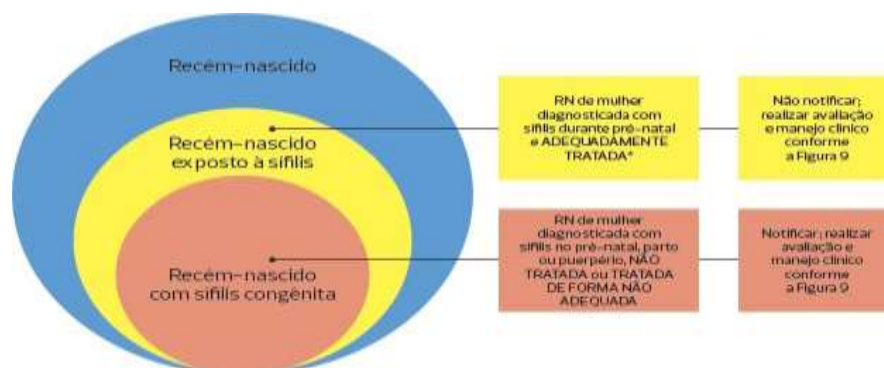 Recém-nascido
Recém-nascido
exposto à sífilis
Recém-nascido
com sífilis congênita
RN de mulher
diagnosticada com
sífilis durante pré-natal
e ADEQUADAMENTE
TRATADA*
Não notificar;
realizar avaliação
e manejo clínico
conforme
a Figura 9
RN de mulher
diagnosticada com
sífilis no pré-natal, parto
ou puerpério, NÃO
TRATADA ou TRATADA
DE FORMA NÃO
ADEQUADA
Notificar; realizar
avaliação e
manejo clínico
conforme
a Figura 9